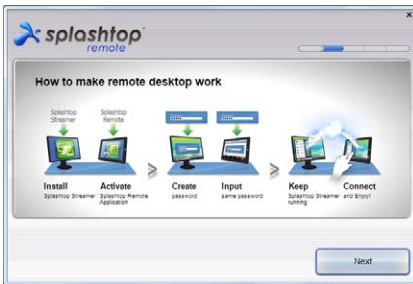 splashtop
remote
How to make remote desktop work
Splashtop Streamer
Splashtop Remote
Install
Splashtop Streamer
Activate
Splashtop Remote Application
Create
password
Input
same password
Keep
Splashtop Streamer running
Connect
and Enjoy!
Next